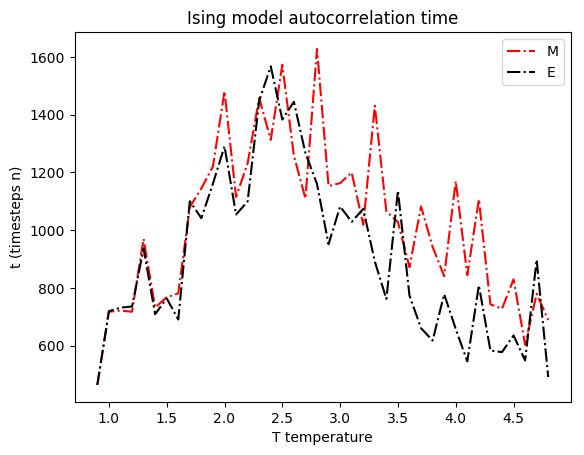 Ising model autocorrelation time
M
E
1600
1400
1200
1000
800
600
t (timesteps n)
1.0 1.5 2.0 2.5 3.0 3.5 4.0 4.5
T temperature